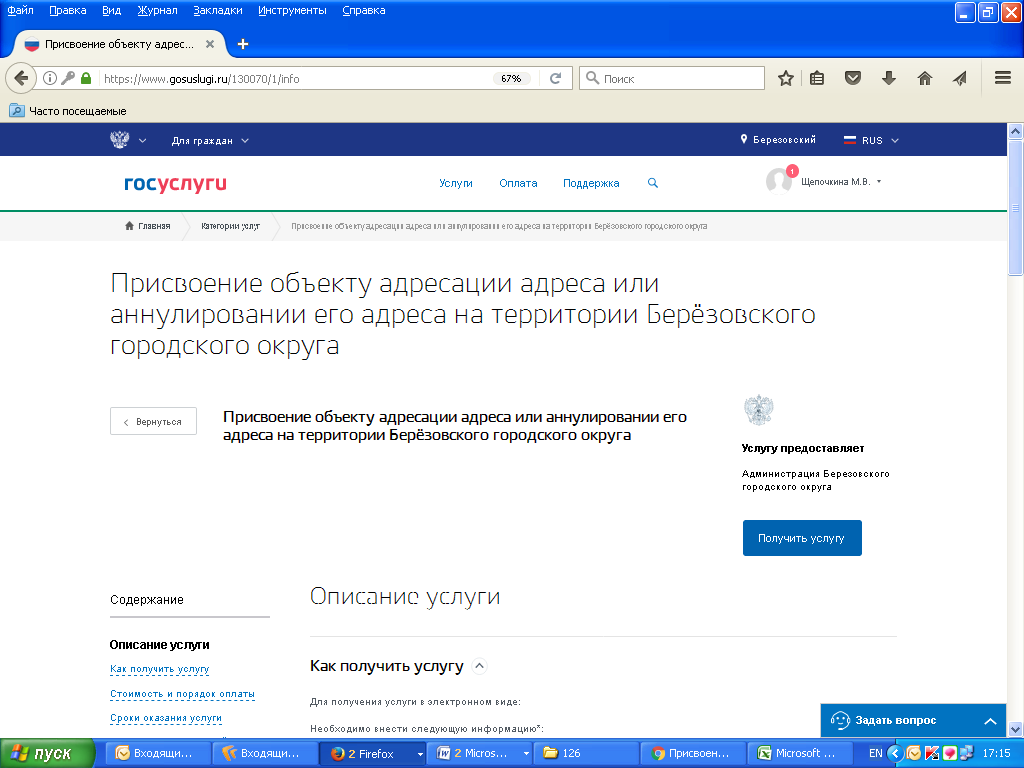 Файл Правка Вид Журнал Закладки Инструменты Справка
Присвоение объекту адрес...
https://www.gosuslugi.ru/130070/1/info 67% Поиск
Часто посещаемые
Для граждан Березовский RUS
госуслуги Услуги Оплата Поддержка 1 Щепочкина М.В.
Главная Категории услуг Присвоение объекту адресации адреса или аннулировании его адреса на территории Берёзовского городского округа
Присвоение объекту адресации адреса или
аннулировании его адреса на территории Берёзовского
городского округа
Вернуться
Присвоение объекту адресации адреса или аннулировании его
адреса на территории Берёзовского городского округа
Услугу предоставляет
Администрация Березовского
городского округа
Получить услугу
Содержание
Описание услуги
Как получить услугу
Стоимость и порядок оплаты
Сроки оказания услуги
Описание услуги
Как получить услугу
Для получения услуги в электронном виде:
Необходимо внести следующую информацию*:
Задать вопрос
пуск Входящи... Входящи... 2 Firefox 2 Micros... 126 Присвоен... Microsoft ... EN 17:15